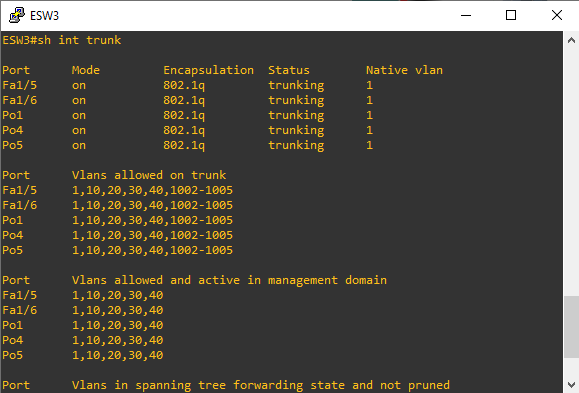 ESW3
ESW3#sh int trunk
Port Mode Encapsulation Status Native vlan
Fa1/5 on 802.1q trunking 1
Fa1/6 on 802.1q trunking 1
Po1 on 802.1q trunking 1
Po4 on 802.1q trunking 1
Po5 on 802.1q trunking 1
Port Vlans allowed on trunk
Fa1/5 1,10,20,30,40,1002-1005
Fa1/6 1,10,20,30,40,1002-1005
Po1 1,10,20,30,40,1002-1005
Po4 1,10,20,30,40,1002-1005
Po5 1,10,20,30,40,1002-1005
Port Vlans allowed and active in management domain
Fa1/5 1,10,20,30,40
Fa1/6 1,10,20,30,40
Po1 1,10,20,30,40
Po4 1,10,20,30,40
Po5 1,10,20,30,40
Port Vlans in spanning tree forwarding state and not pruned